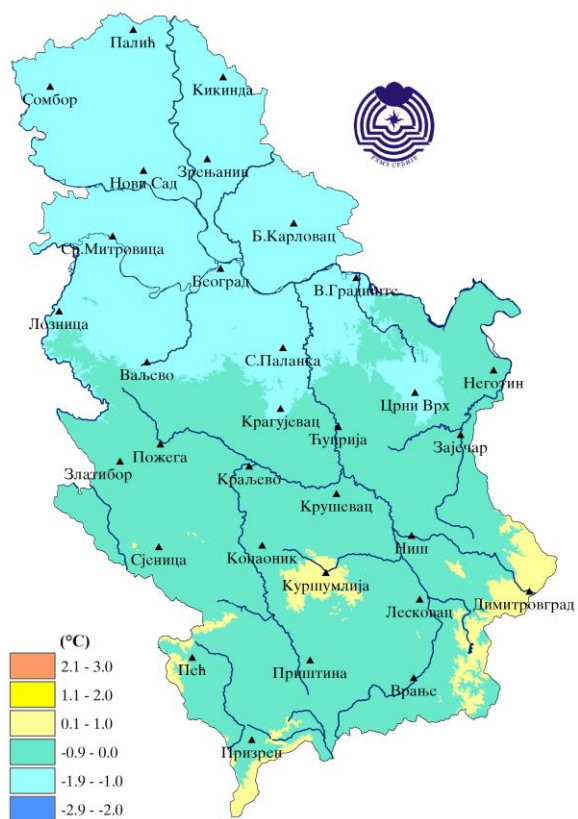 Палић
Кикинда
Сомбор
Зрењанин
Нови Сад
РХМЗ СРБИЈЕ
Б.Карловац
Ср.Митровица
Београд
В.Градиште
Лозница
С.Паланка
Ваљево
Неготин
Црни Врх
Крагујевац
Ћуприја
Зајечар
Пожега
Златибор
Краљево
Крушевац
Ниш
Сјеница
Копаоник
Куршумлија
Димитровград
Лесковац
(°C)
2.1 - 3.0
1.1 - 2.0
0.1 - 1.0
-0.9 - 0.0
-1.9 - -1.0
-2.9 - -2.0
Пећ
Приштина
Врање
Призрен